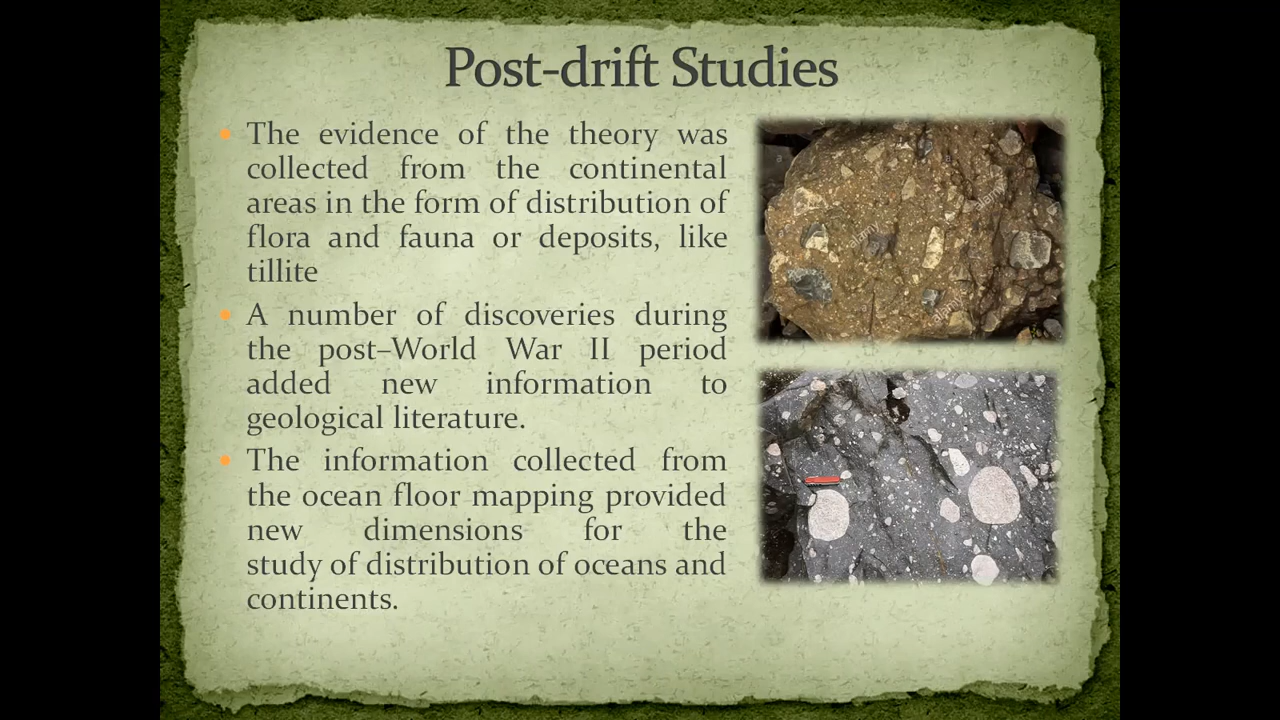 Post-drift Studies
The evidence of the theory was
collected from the continental
areas in the form of distribution of
flora and fauna or deposits, like
tillite
A number of discoveries during
the post–World War II period
added new information to
geological literature.
The information collected from
the ocean floor mapping provided
new dimensions for the
study of distribution of oceans and
continents.
alamy
alamy
alamy
a
a